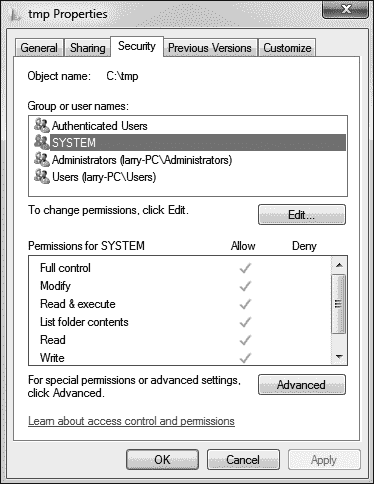 tmp Properties
General Sharing Security Previous Versions Customize
Object name: C:\tmp
Group or user names:
Authenticated Users
SYSTEM
Administrators (larry-PC\Administrators)
Users (larry-PC\Users)
To change permissions, click Edit.
Edit...
Permissions for SYSTEM Allow Deny
Full control
Modify
Read & execute
List folder contents
Read
Write
For special permissions or advanced settings,
click Advanced.
Advanced
Learn about access control and permissions
OK Cancel Apply